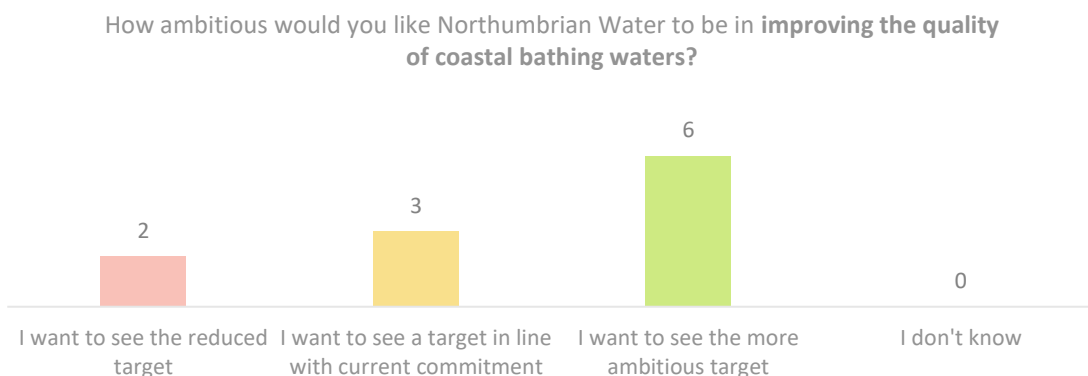 How ambitious would you like Northumbrian Water to be in improving the quality
of coastal bathing waters?
6
3
2
0
I want to see the reduced
target
I want to see a target in line
with current commitment
I want to see the more
ambitious target
I don't know